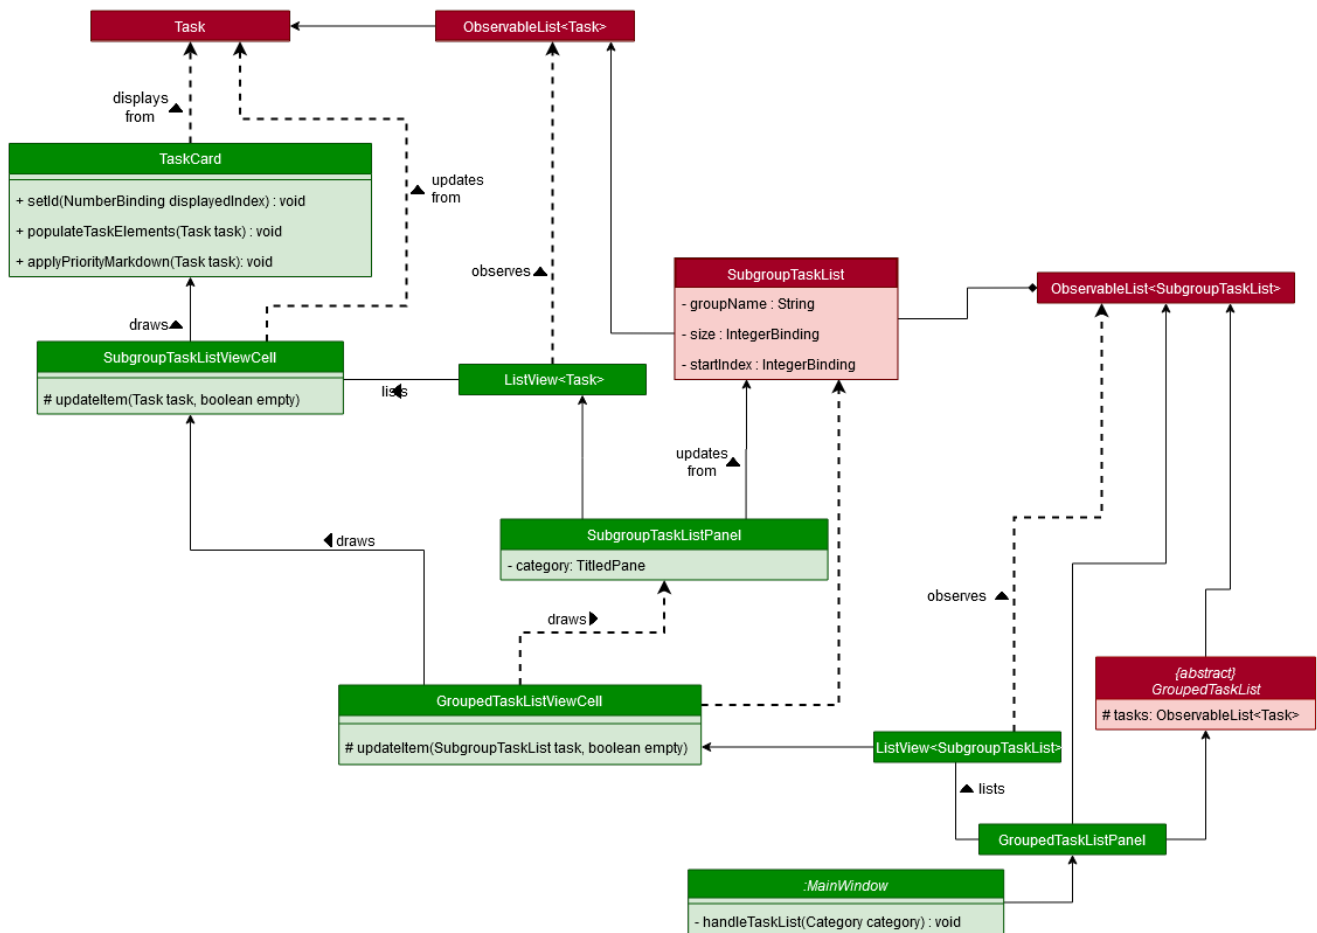 Task
ObservableList<Task>
displays
from
TaskCard
+ setId(NumberBinding displayedIndex) : void
+ populateTaskElements(Task task) : void
+ applyPriorityMarkdown(Task task): void
updates
from
observes
SubgroupTaskList
- groupName : String
- size : IntegerBinding
- startIndex : IntegerBinding
ObservableList<SubgroupTaskList>
draws
SubgroupTaskListViewCell
# updateItem(Task task, boolean empty)
lists
ListView<Task>
updates
from
SubgroupTaskListPanel
- category: TitledPane
draws
draws
observes
{abstract}
GroupedTaskList
# tasks: ObservableList<Task>
GroupedTaskListViewCell
# updateItem(SubgroupTaskList task, boolean empty)
ListView<SubgroupTaskList>
lists
GroupedTaskListPanel
:MainWindow
- handleTaskList(Category category) : void